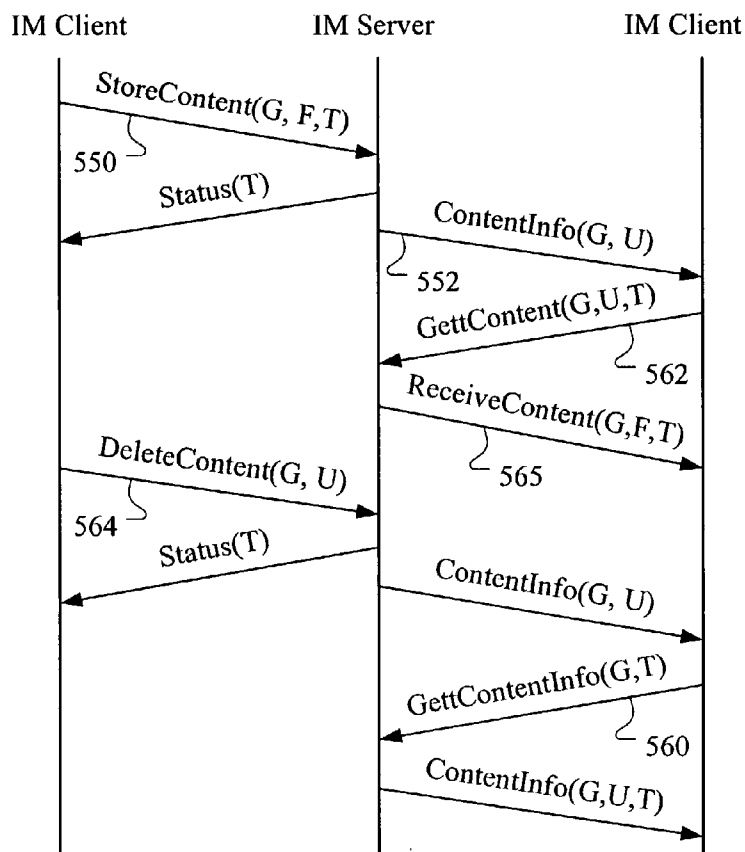 IM Client IM Server IM Client
StoreContent(G, F,T)
550
Status(T)
ContentInfo(G, U)
552
GettContent(G,U,T)
562
ReceiveContent(G,F,T)
565
DeleteContent(G, U)
564
Status(T)
ContentInfo(G, U)
GettContentInfo(G,T)
560
ContentInfo(G,U,T)